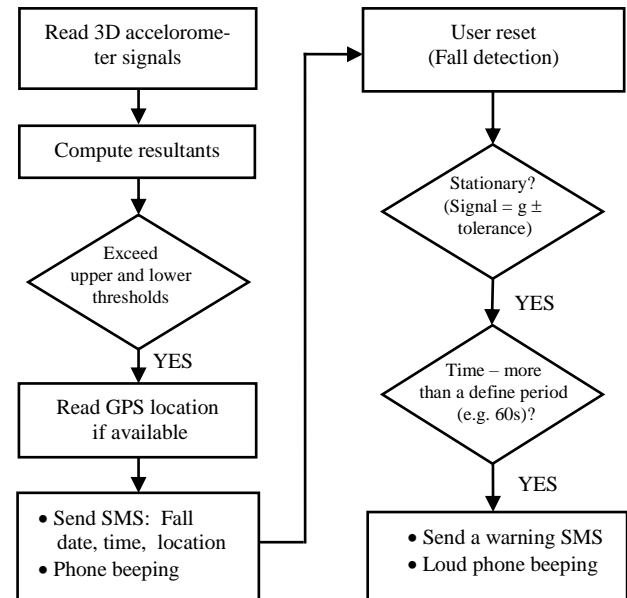 Read 3D accelorome-
ter signals
Compute resultants
Exceed
upper and lower
thresholds
YES
Read GPS location
if available
• Send SMS: Fall
date, time, location
• Phone beeping
User reset
(Fall detection)
Stationary?
(Signal = g ±
tolerance)
YES
Time – more
than a define period
(e.g. 60s)?
YES
• Send a warning SMS
• Loud phone beeping